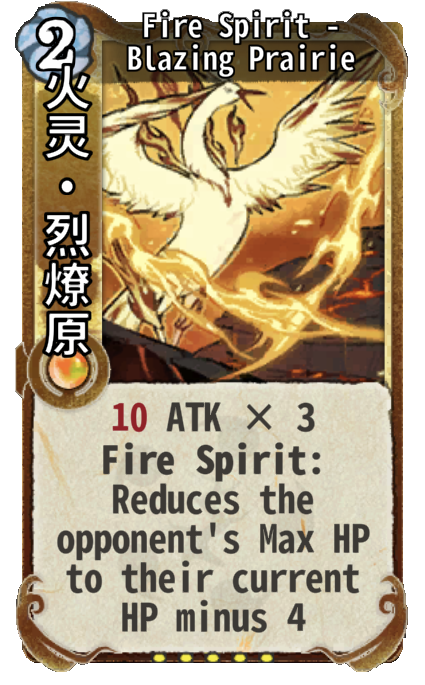 2
Fire Spirit -
Blazing Prairie
火灵·烈燎原
10 ATK × 3
Fire Spirit:
Reduces the
opponent's Max HP
to their current
HP minus 4